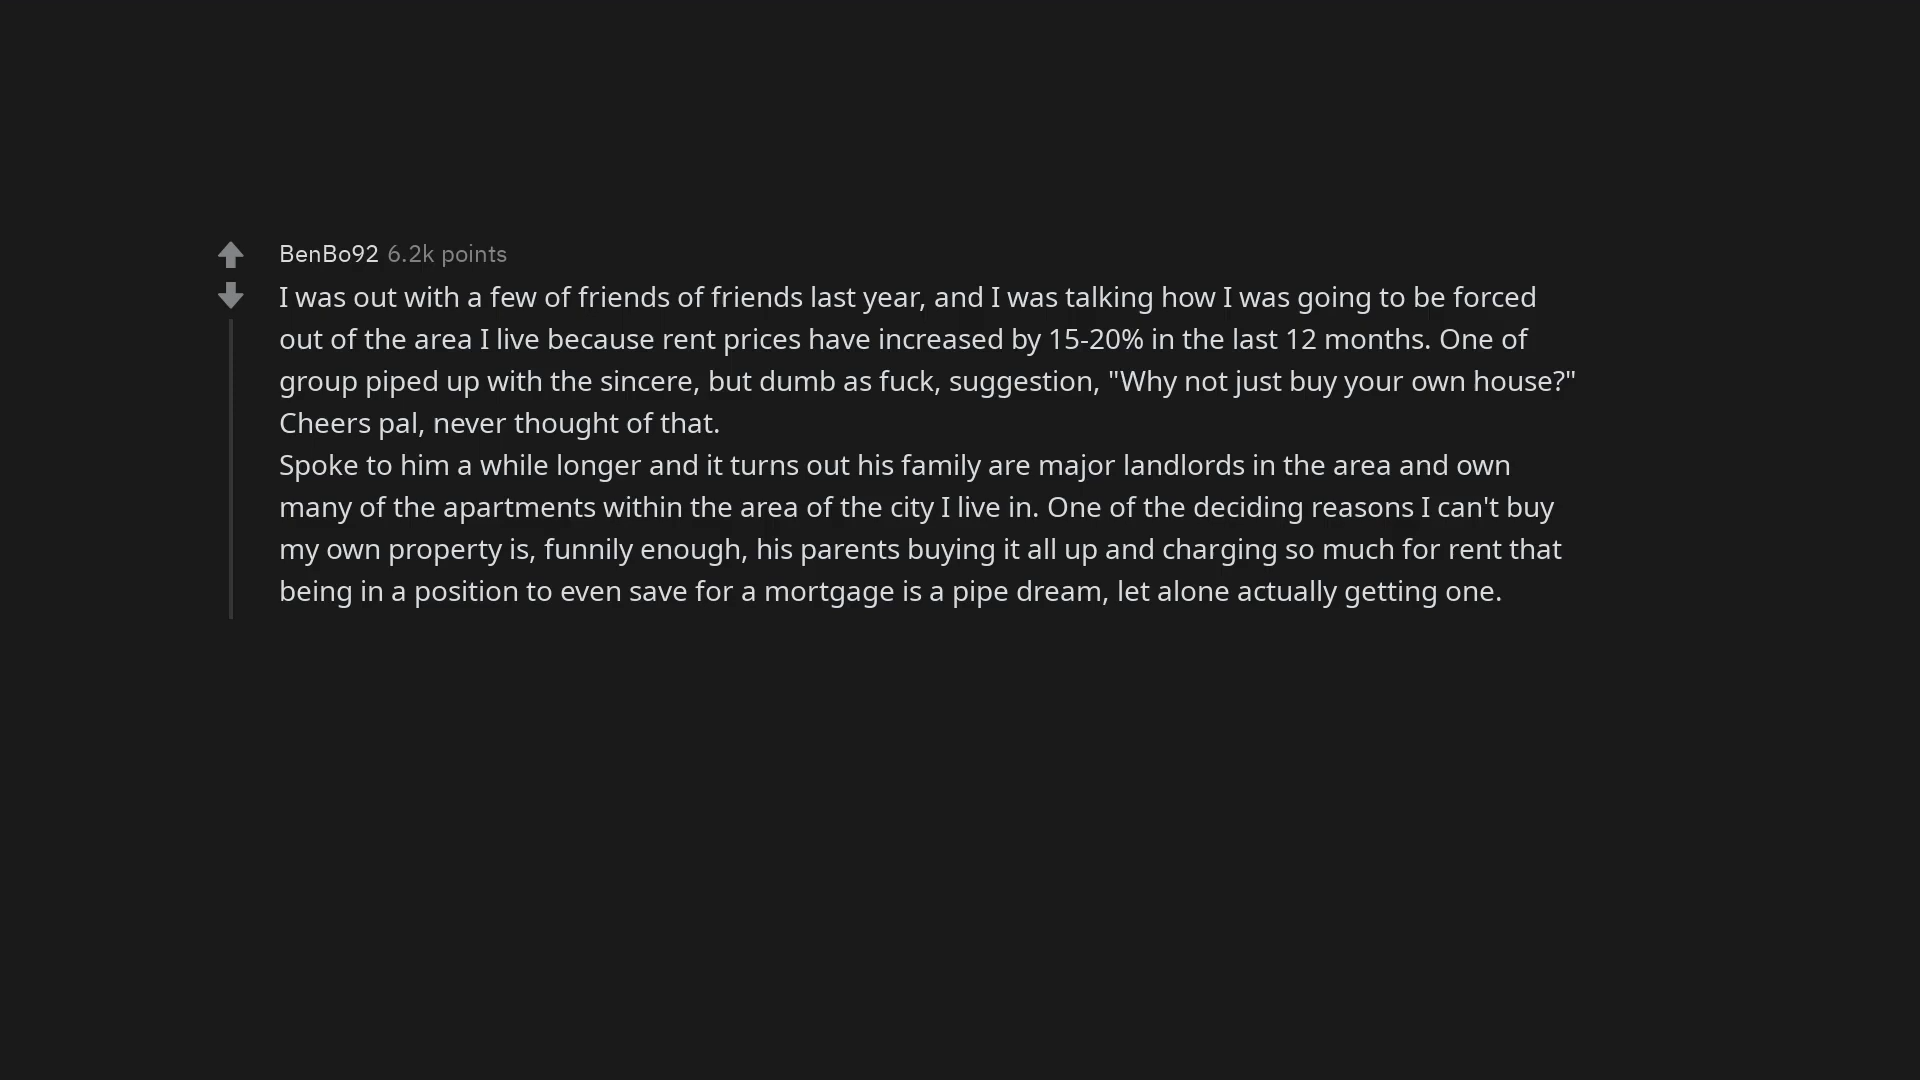 BenBo92 6.2k points
I was out with a few of friends of friends last year, and I was talking how I was going to be forced
out of the area I live because rent prices have increased by 15-20% in the last 12 months. One of
group piped up with the sincere, but dumb as fuck, suggestion, "Why not just buy your own house?"
Cheers pal, never thought of that.
Spoke to him a while longer and it turns out his family are major landlords in the area and own
many of the apartments within the area of the city I live in. One of the deciding reasons I can't buy
my own property is, funnily enough, his parents buying it all up and charging so much for rent that
being in a position to even save for a mortgage is a pipe dream, let alone actually getting one.